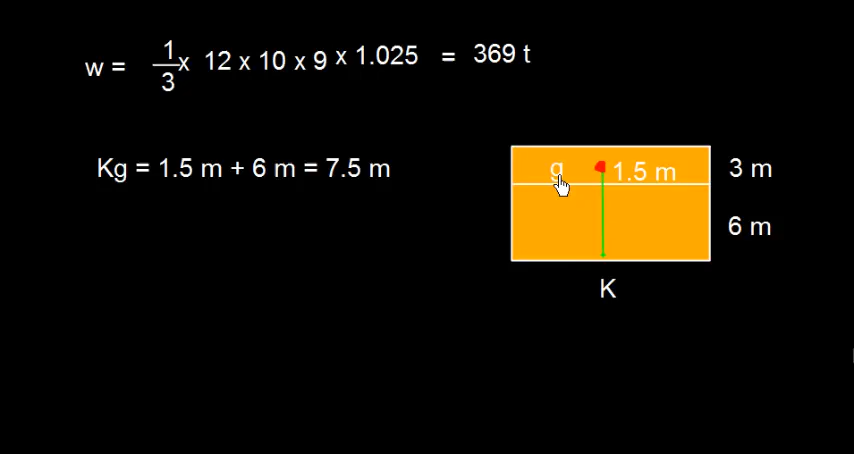 w = 1/3 x 12 x 10 x 9 x 1.025 = 369 t
Kg = 1.5 m + 6 m = 7.5 m
g 1.5 m 3 m
6 m
K